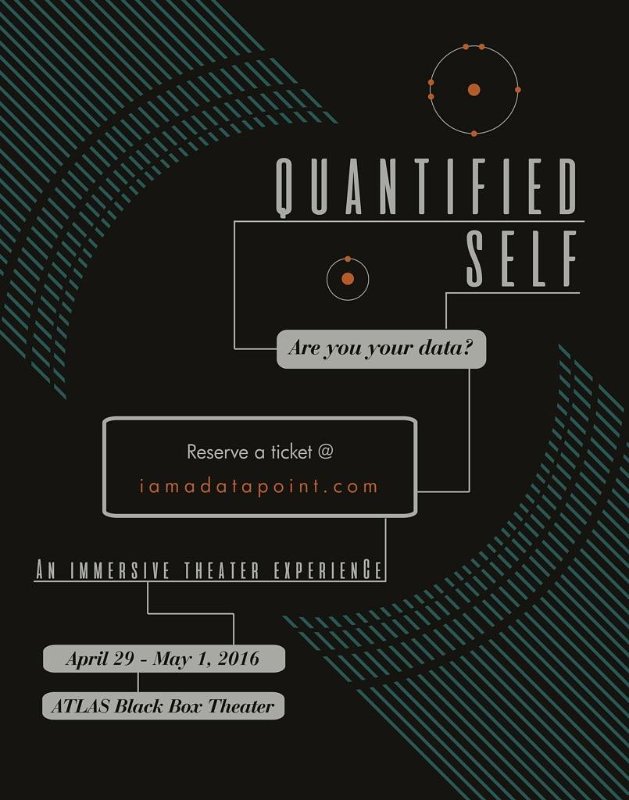 QUANTIFIED
SELF
Are you your data?
Reserve a ticket @
iamadatapoint.com
AN IMMERSIVE THEATER EXPERIENCE
April 29 - May 1, 2016
ATLAS Black Box Theater